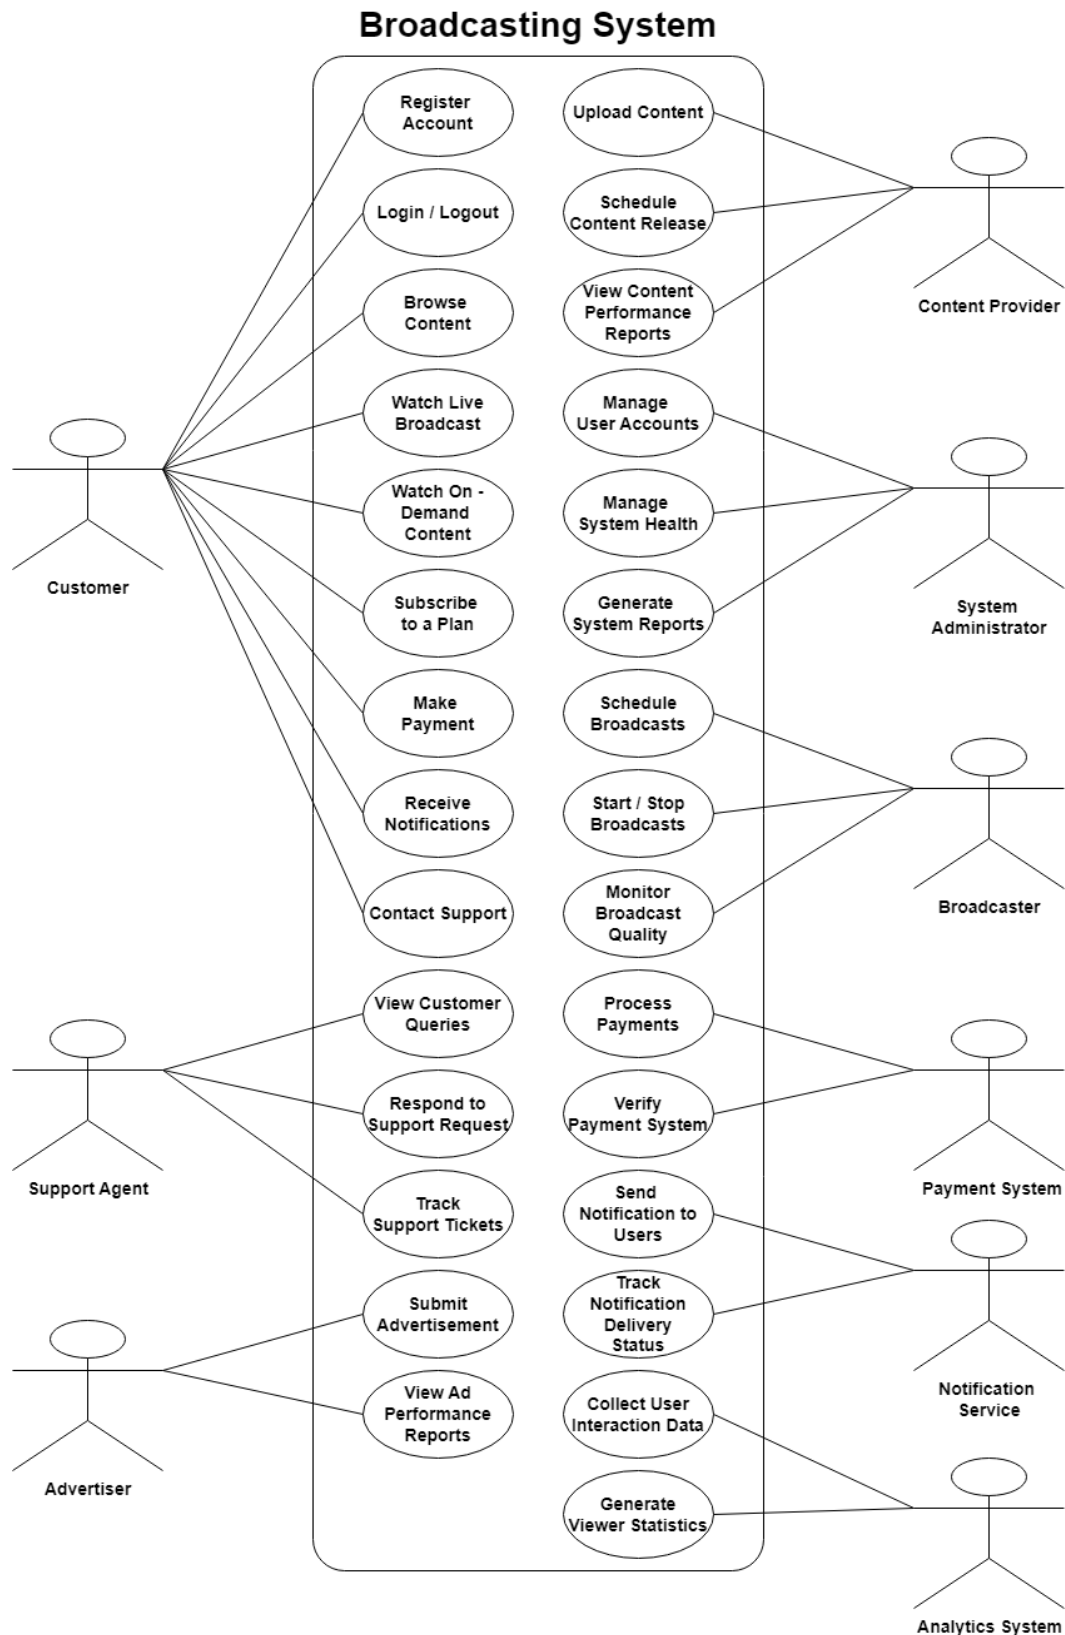 Broadcasting System
Register
Account
Login / Logout
Browse
Content
Watch Live
Broadcast
Watch On -
Demand
Content
Subscribe
to a Plan
Make
Payment
Receive
Notifications
Contact Support
View Customer
Queries
Respond to
Support Request
Track
Support Tickets
Submit
Advertisement
View Ad
Performance
Reports
Upload Content
Schedule
Content Release
View Content
Performance
Reports
Manage
User Accounts
Manage
System Health
Generate
System Reports
Schedule
Broadcasts
Start / Stop
Broadcasts
Monitor
Broadcast
Quality
Process
Payments
Verify
Payment System
Send
Notification to
Users
Track
Notification
Delivery
Status
Collect User
Interaction Data
Generate
Viewer Statistics
Customer
Support Agent
Advertiser
Content Provider
System
Administrator
Broadcaster
Payment System
Notification
Service
Analytics System